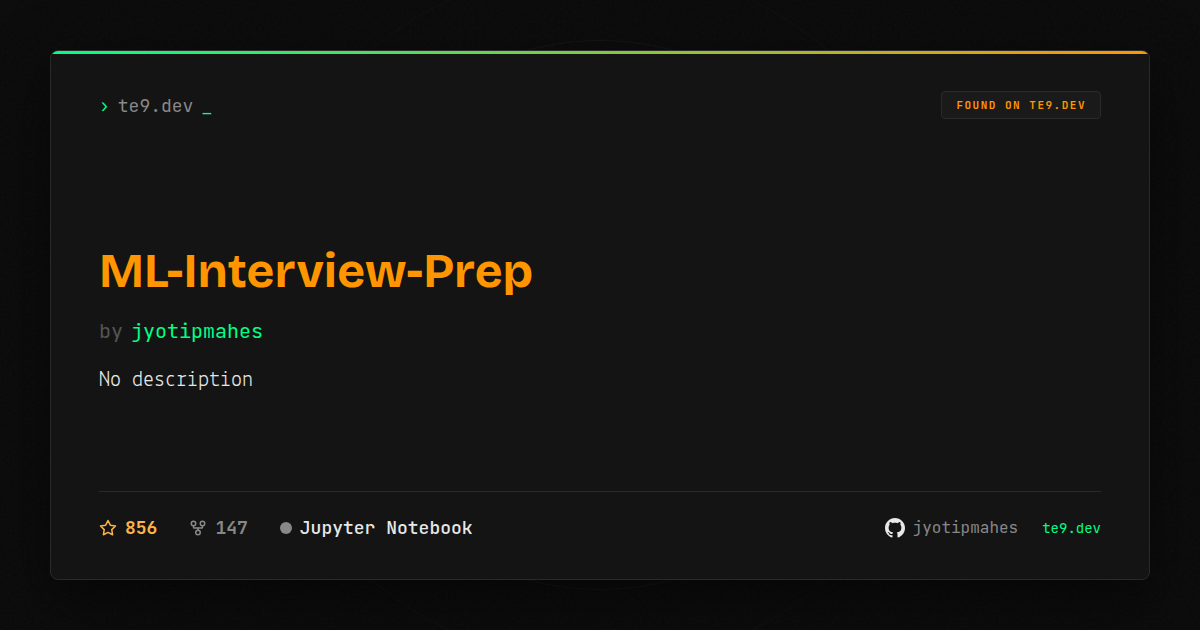 › te9.dev _
FOUND ON TE9.DEV
ML-Interview-Prep
by jyotipmahes
No description
856 147 Jupyter Notebook
jyotipmahes te9.dev